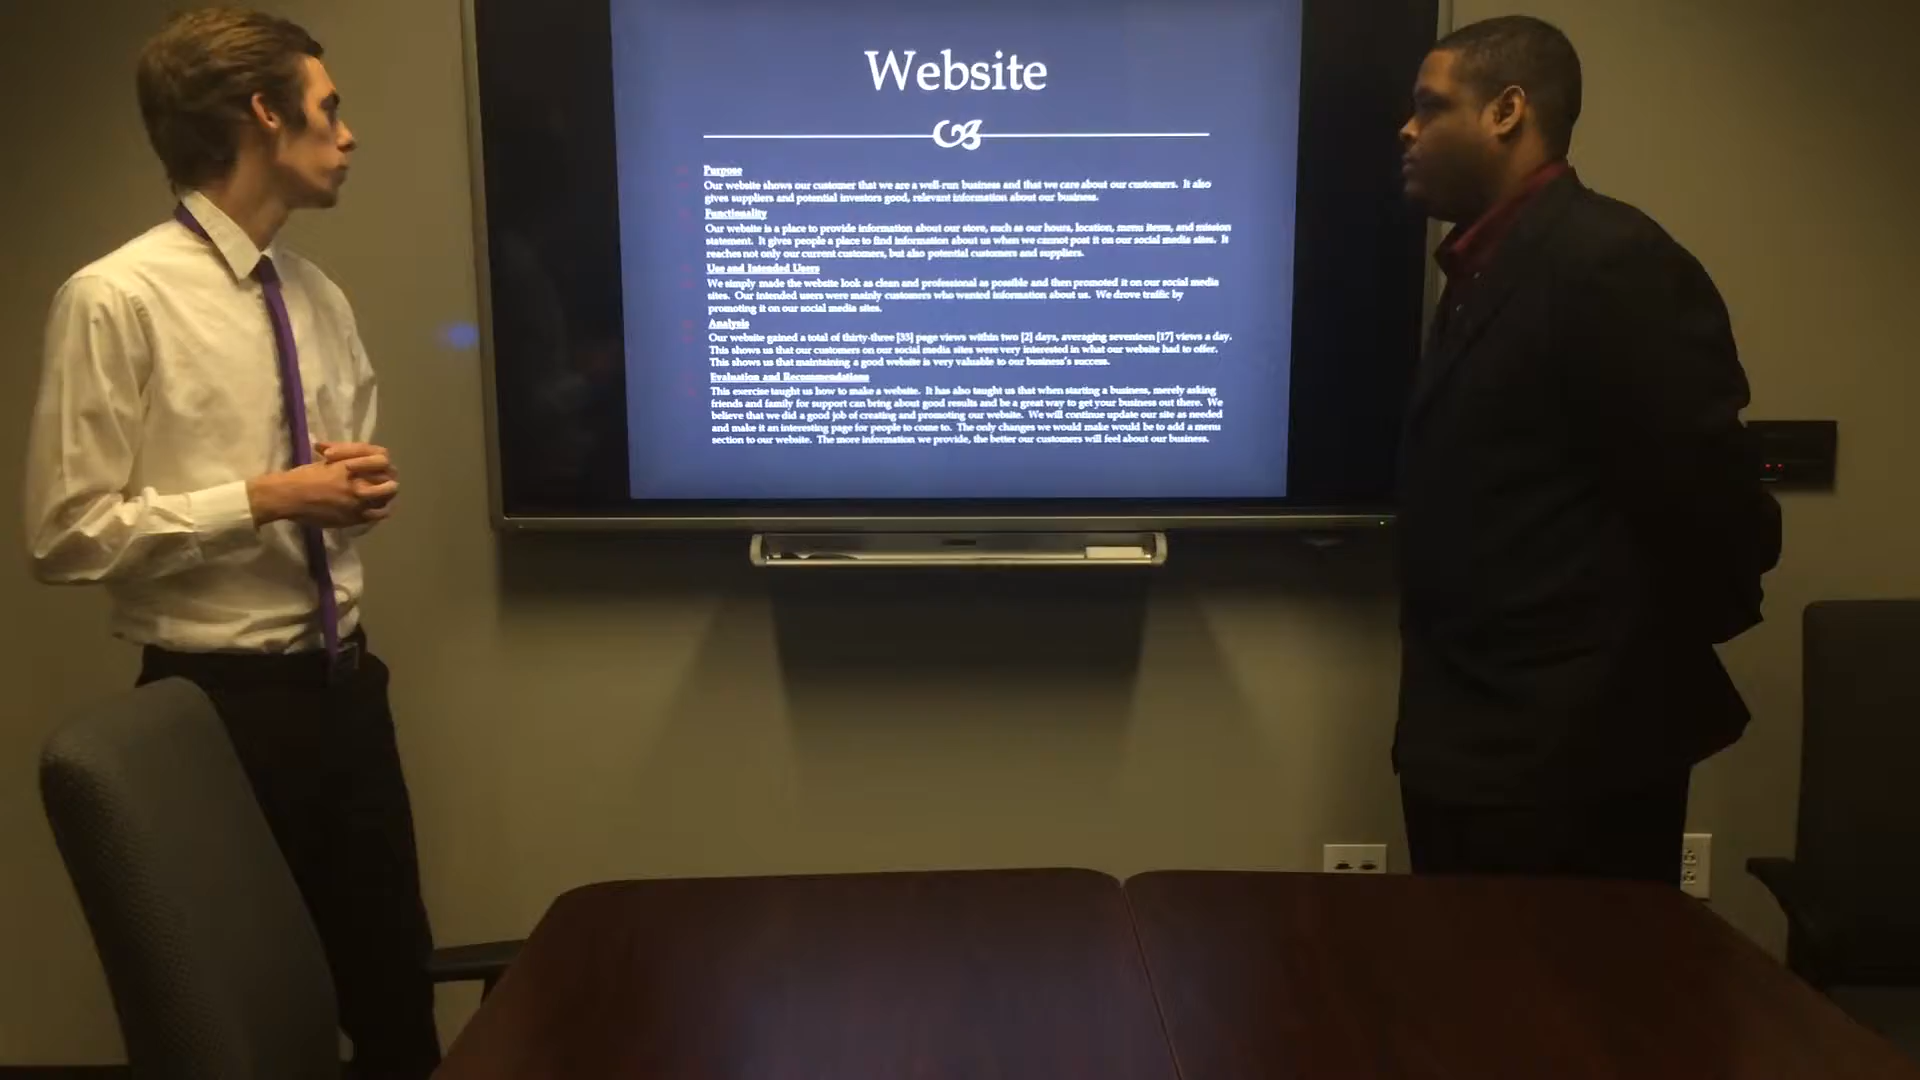 Website
Purpose
Our website shows our customer that we are a well-run business and that we care about our customers. It also
gives suppliers and potential investors good, relevant information about our business.
Functionality
Our website is a place to provide information about our store, such as our hours, location, menu items, and mission
statement. It gives people a place to find information about us when we cannot post it on our social media sites. It
reaches not only our current customers, but also potential customers and suppliers.
Use and Intended Users
We simply made the website look as clean and professional as possible and then promoted it on our social media
sites. Our intended users were mainly customers who wanted information about us. We drove traffic by
promoting it on our social media sites.
Analysis
Our website gained a total of thirty-three [33] page views within two [2] days, averaging seventeen [17] views a day.
This shows us that our customers on our social media sites were very interested in what our website had to offer.
This shows us that maintaining a good website is very valuable to our business's success.
Evaluation and Recommendations
This exercise taught us how to make a website. It has also taught us that when starting a business, merely asking
friends and family for support can bring about good results and be a great way to get your business out there. We
believe that we did a good job of creating and promoting our website. We will continue update our site as needed
and make it an interesting page for people to come to. The only changes we would make would be to add a menu
section to our website. The more information we provide, the better our customers will feel about our business.